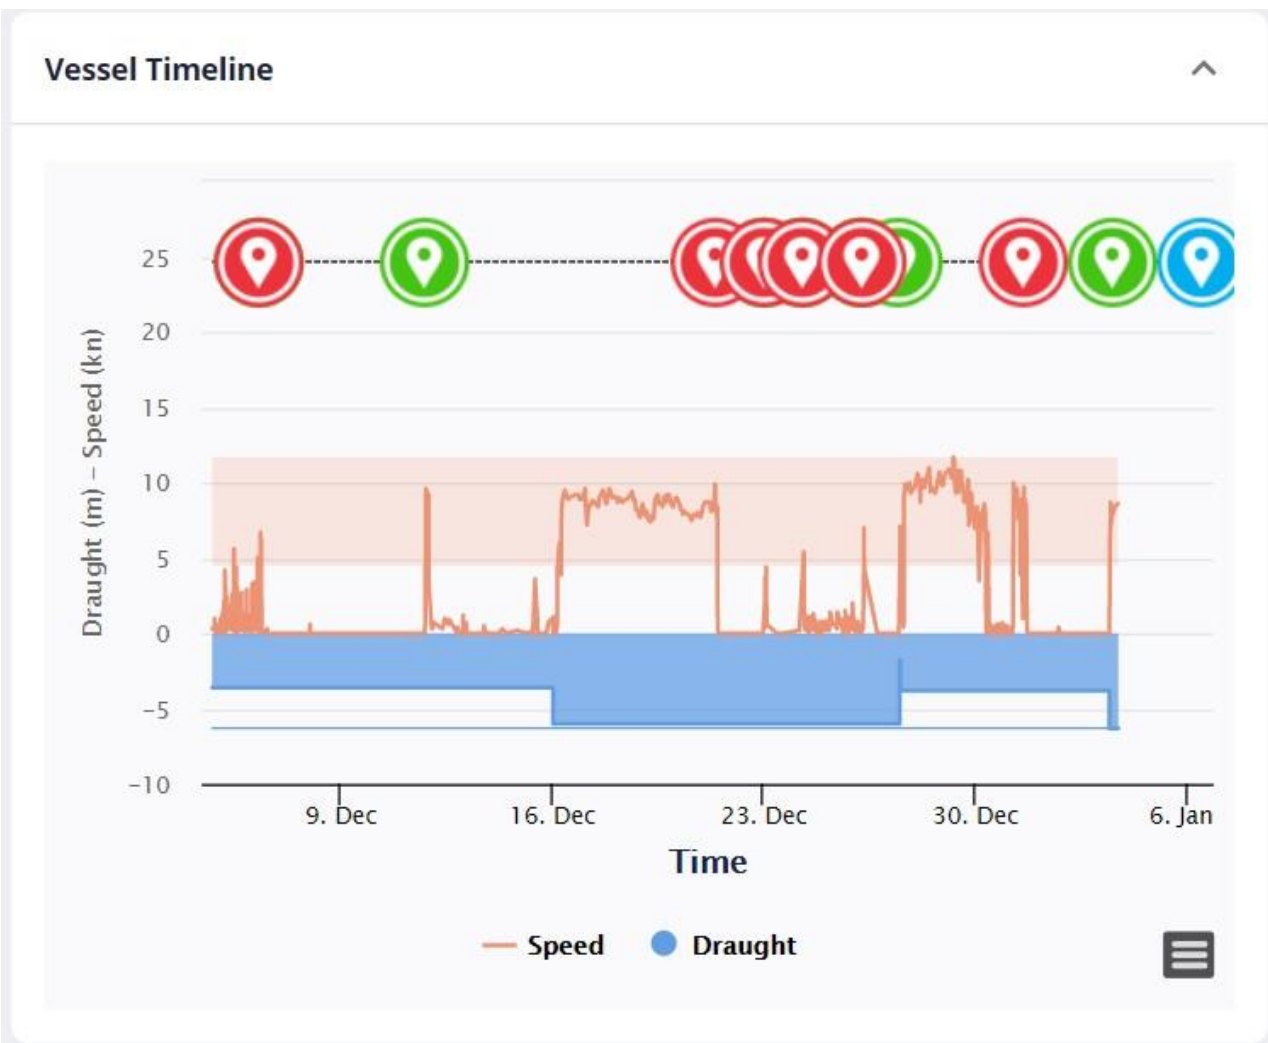 Vessel Timeline
25
20
15
10
5
0
−5
−10
Draught (m) – Speed (kn)
9. Dec
16. Dec
23. Dec
30. Dec
6. Jan
Time
Speed
Draught